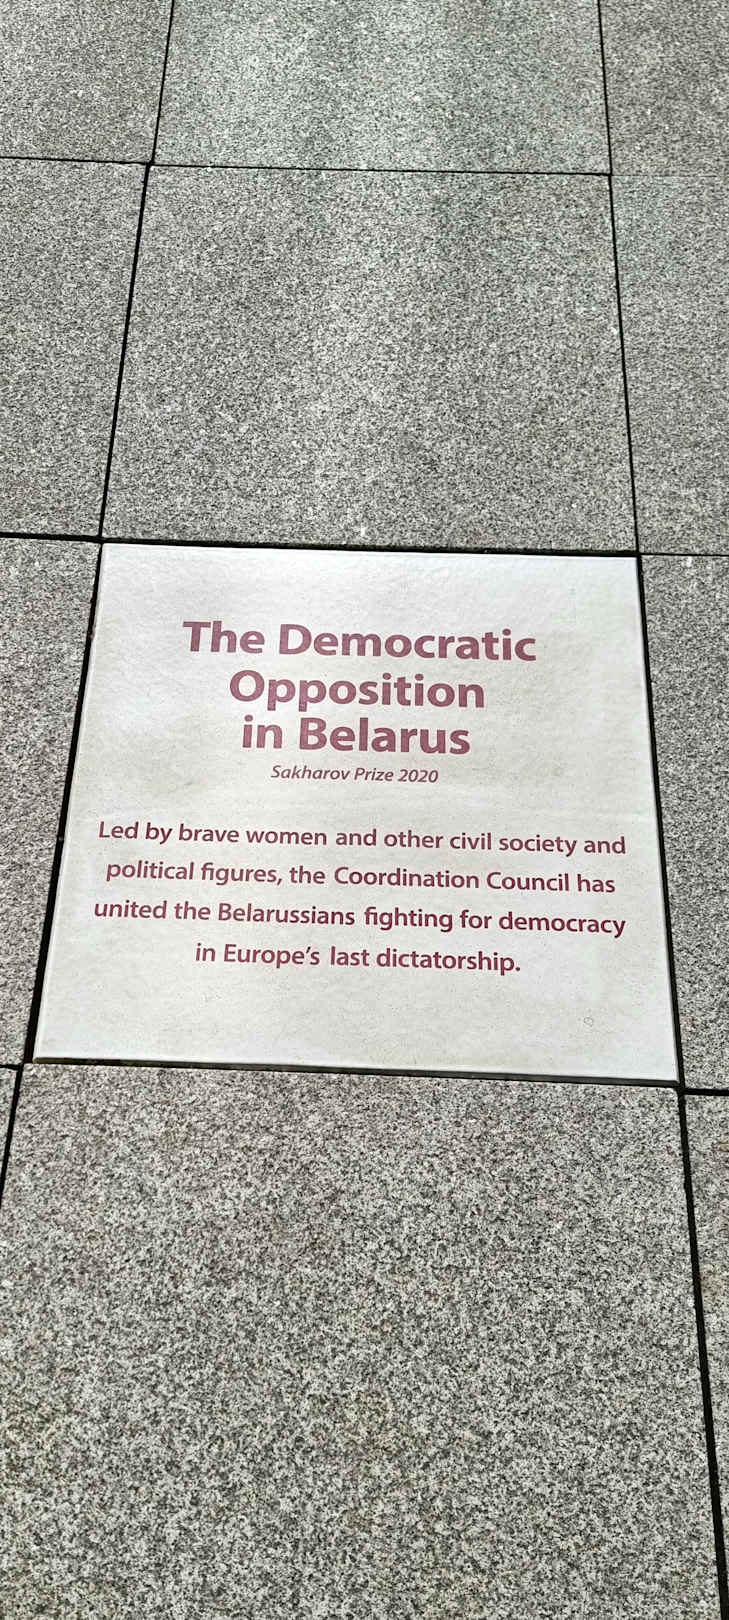 The Democratic
Opposition
in Belarus
Sakharov Prize 2020
Led by brave women and other civil society and
political figures, the Coordination Council has
united the Belarussians fighting for democracy
in Europe’s last dictatorship.